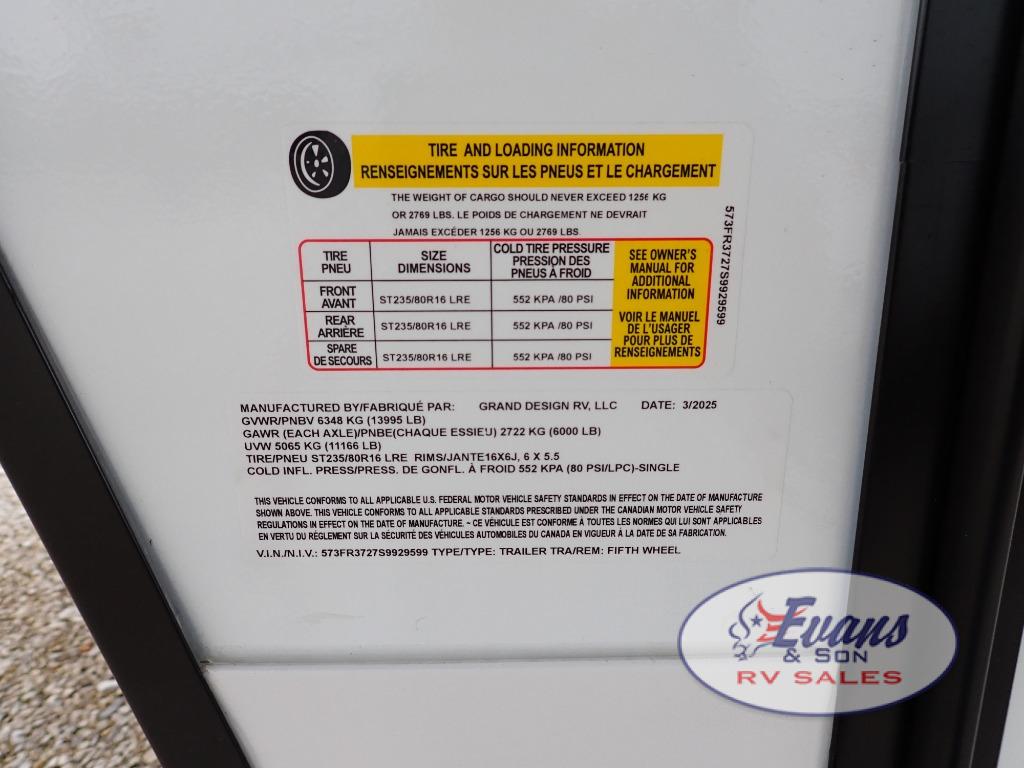 TIRE AND LOADING INFORMATION
RENSEIGNEMENTS SUR LES PNEUS ET LE CHARGEMENT
THE WEIGHT OF CARGO SHOULD NEVER EXCEED 1256 KG
OR 2769 LBS. LE POIDS DE CHARGEMENT NE DEVRAIT
JAMAIS EXCÉDER 1256 KG OU 2769 LBS.
TIRE
PNEU
SIZE
DIMENSIONS
COLD TIRE PRESSURE
PRESSION DES
PNEUS À FROID
FRONT
AVANT
ST235/80R16 LRE
552 KPA /80 PSI
REAR
ARRIÈRE
ST235/80R16 LRE
552 KPA /80 PSI
SPARE
DE SECOURS
ST235/80R16 LRE
552 KPA /80 PSI
SEE OWNER'S
MANUAL FOR
ADDITIONAL
INFORMATION
VOIR LE MANUEL
DE L'USAGER
POUR PLUS DE
RENSEIGNEMENTS
573FR3727S9929599
MANUFACTURED BY/FABRIQUÉ PAR: GRAND DESIGN RV, LLC DATE: 3/2025
GVWR/PNBV 6348 KG (13995 LB)
GAWR (EACH AXLE)/PNBE(CHAQUE ESSIEU) 2722 KG (6000 LB)
UVW 5065 KG (11166 LB)
TIRE/PNEU ST235/80R16 LRE RIMS/JANTE16X6J, 6 X 5.5
COLD INFL. PRESS/PRESS. DE GONFL. À FROID 552 KPA (80 PSI/LPC)-SINGLE
THIS VEHICLE CONFORMS TO ALL APPLICABLE U.S. FEDERAL MOTOR VEHICLE SAFETY STANDARDS IN EFFECT ON THE DATE OF MANUFACTURE
SHOWN ABOVE. THIS VEHICLE CONFORMS TO ALL APPLICABLE STANDARDS PRESCRIBED UNDER THE CANADIAN MOTOR VEHICLE SAFETY
REGULATIONS IN EFFECT ON THE DATE OF MANUFACTURE. ~ CE VÉHICULE EST CONFORME À TOUTES LES NORMES QUI LUI SONT APPLICABLES
EN VERTU DU RÈGLEMENT SUR LA SÉCURITÉ DES VÉHICULES AUTOMOBILES DU CANADA EN VIGUEUR À LA DATE DE SA FABRICATION.
V.I.N./N.I.V.: 573FR3727S9929599 TYPE/TYPE: TRAILER TRA/REM: FIFTH WHEEL
Evans
& SON
RV SALES